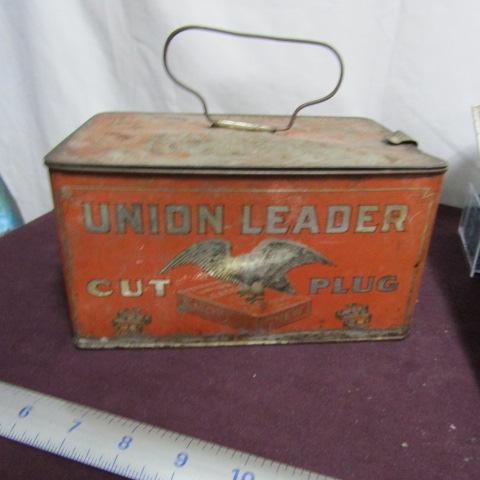 UNION LEADER
CUT PLUG
6 7 8 9 10